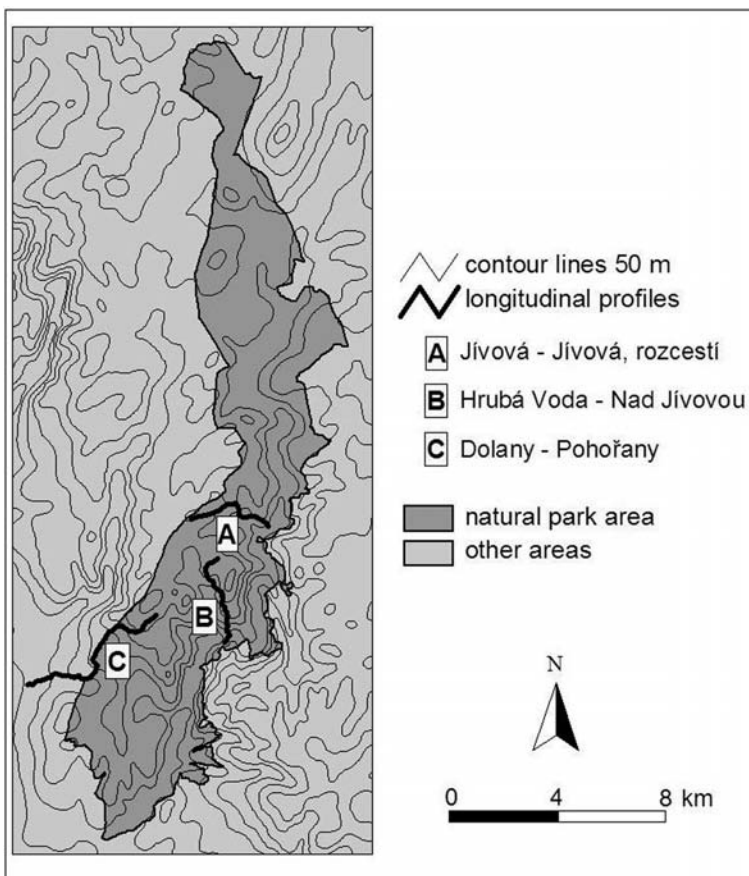 contour lines 50 m
longitudinal profiles
A Jívová - Jívová, rozcestí
B Hrubá Voda - Nad Jívovou
C Dolany - Pohořany
natural park area
other areas
A
B
C
N
0 4 8 km